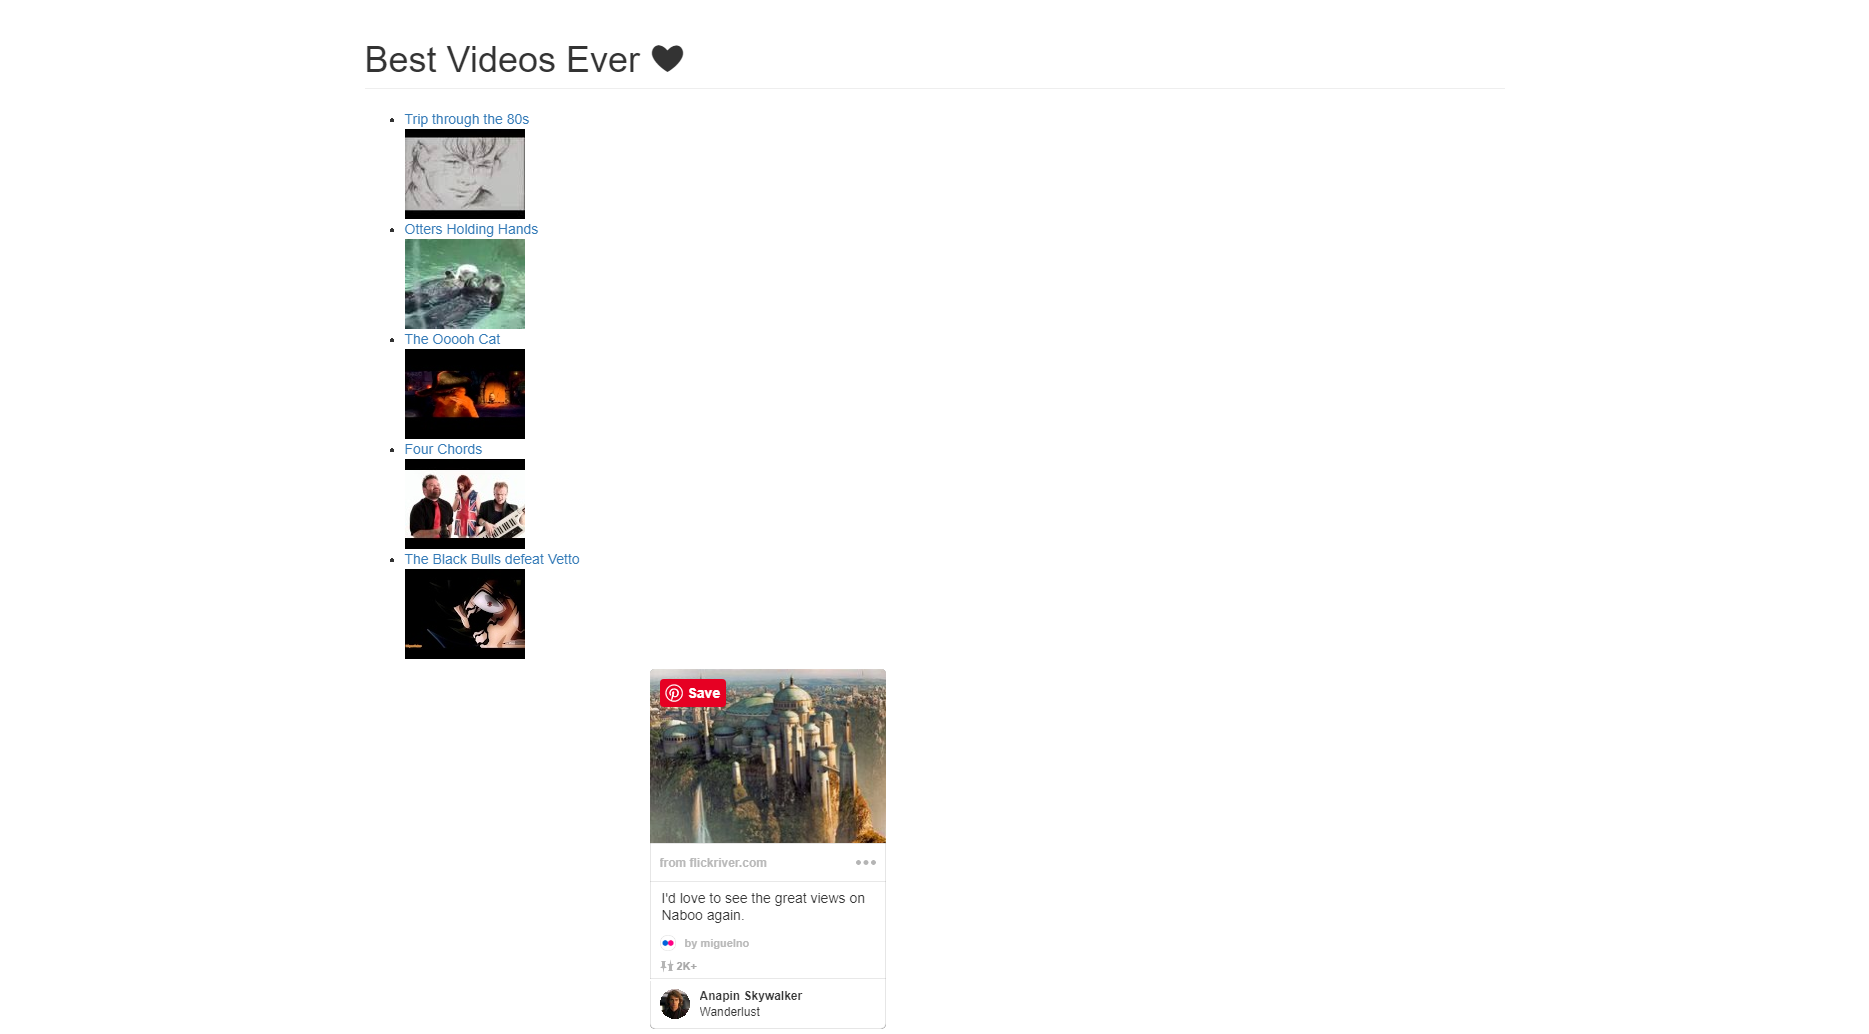 Best Videos Ever
Trip through the 80s
Otters Holding Hands
The Ooooh Cat
Four Chords
The Black Bulls defeat Vetto
Save
from flickriver.com
I'd love to see the great views on
Naboo again.
by miguelno
2K+
Anapin Skywalker
Wanderlust